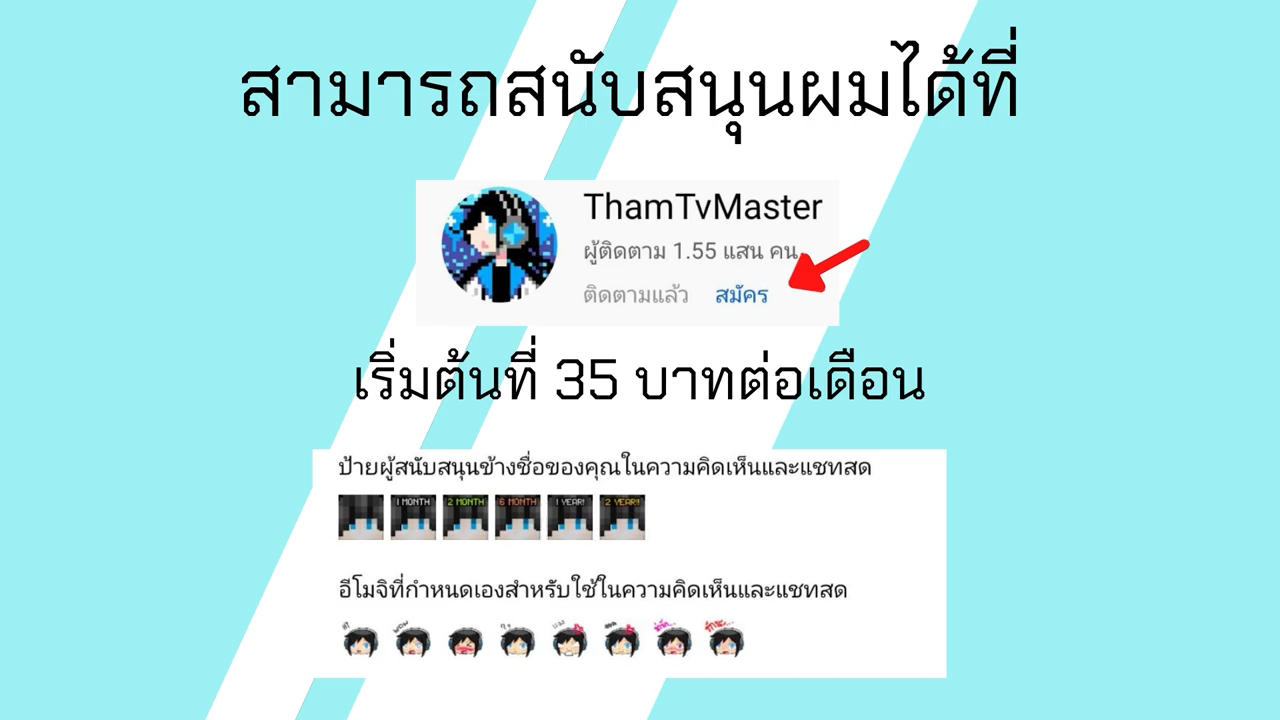 สามารถสนับสนุนผมได้ที่
ThamTvMaster
ผู้ติดตาม 1.55 แสน คน
ติดตามแล้ว สมัคร
เริ่มต้นที่ 35 บาทต่อเดือน
ป้ายผู้สนับสนุนข้างชื่อของคุณในความคิดเห็นและแชทสด
1 MONTH 2 MONTH 6 MONTH 1 YEAR! 2 YEAR!!
อีโมจิที่กำหนดเองสำหรับใช้ในความคิดเห็นและแชทสด